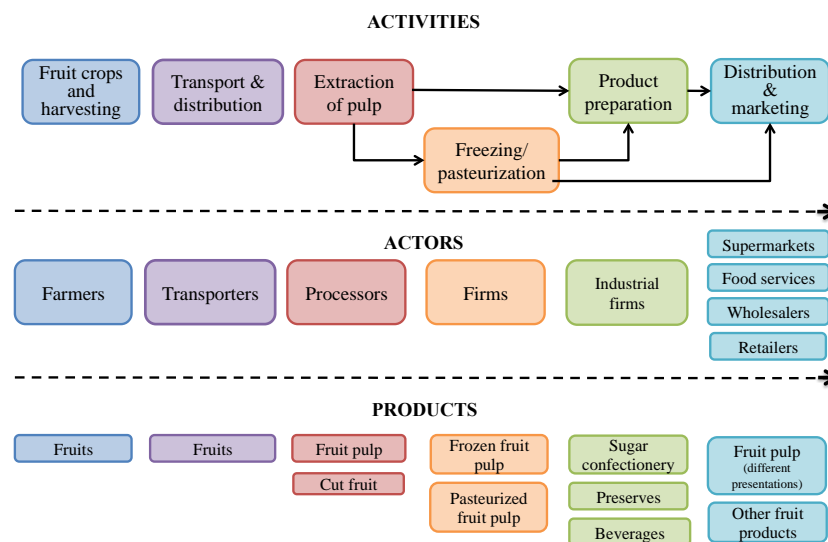 ACTIVITIES
Fruit crops
and
harvesting
Transport &
distribution
Extraction
of pulp
Product
preparation
Distribution
&
marketing
Freezing/
pasteurization
ACTORS
Farmers
Transporters
Processors
Firms
Industrial
firms
Supermarkets
Food services
Wholesalers
Retailers
PRODUCTS
Fruits
Fruits
Fruit pulp
Cut fruit
Frozen fruit
pulp
Pasteurized
fruit pulp
Sugar
confectionery
Preserves
Beverages
Fruit pulp
(different
presentations)
Other fruit
products